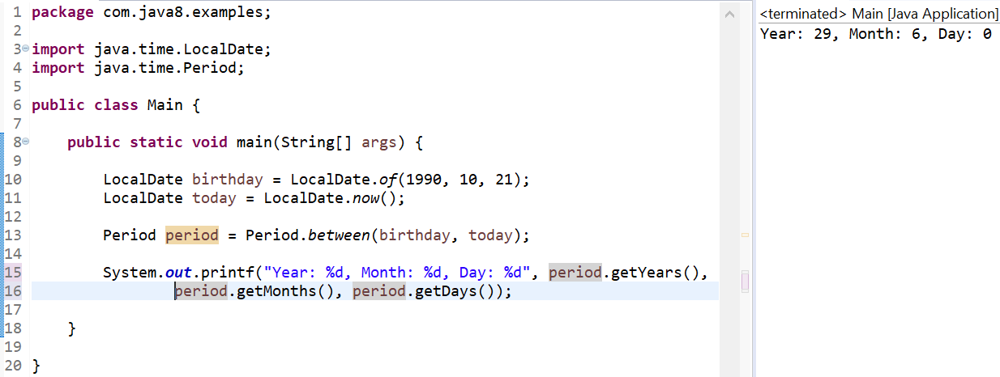 1 package com.java8.examples;
2
3 import java.time.LocalDate;
4 import java.time.Period;
5
6 public class Main {
7
8     public static void main(String[] args) {
9
10         LocalDate birthday = LocalDate.of(1990, 10, 21);
11         LocalDate today = LocalDate.now();
12
13         Period period = Period.between(birthday, today);
14
15         System.out.printf("Year: %d, Month: %d, Day: %d", period.getYears(),
16                 period.getMonths(), period.getDays());
17
18     }
19
20 }
<terminated> Main [Java Application]
Year: 29, Month: 6, Day: 0